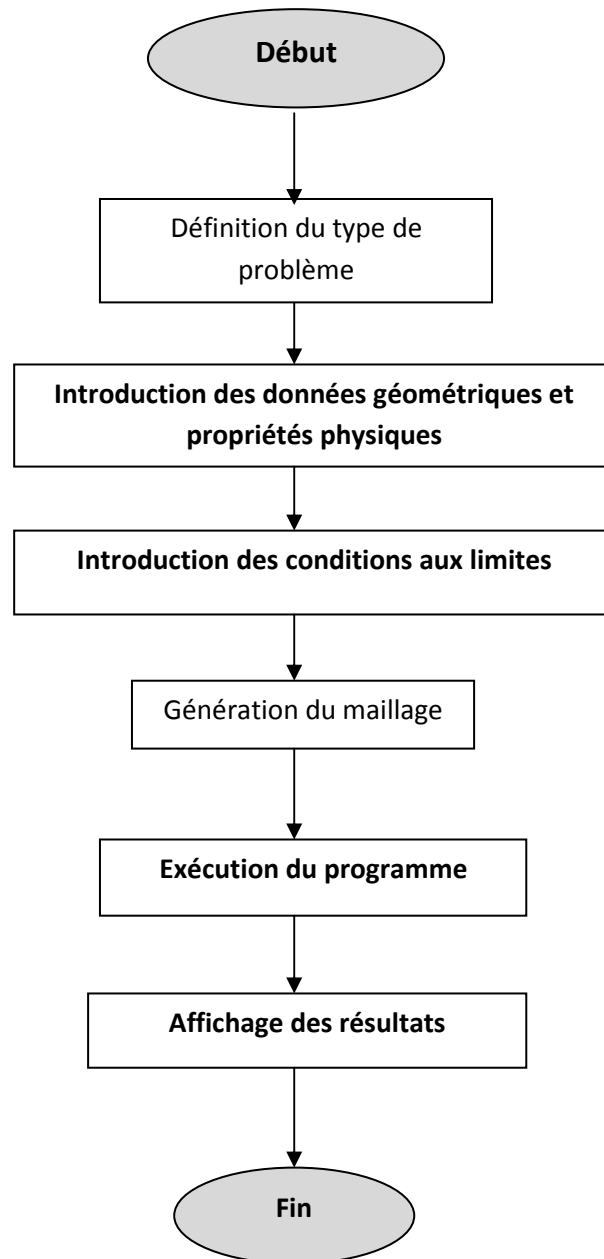 Début
Définition du type de
problème
Introduction des données géométriques et
propriétés physiques
Introduction des conditions aux limites
Génération du maillage
Exécution du programme
Affichage des résultats
Fin